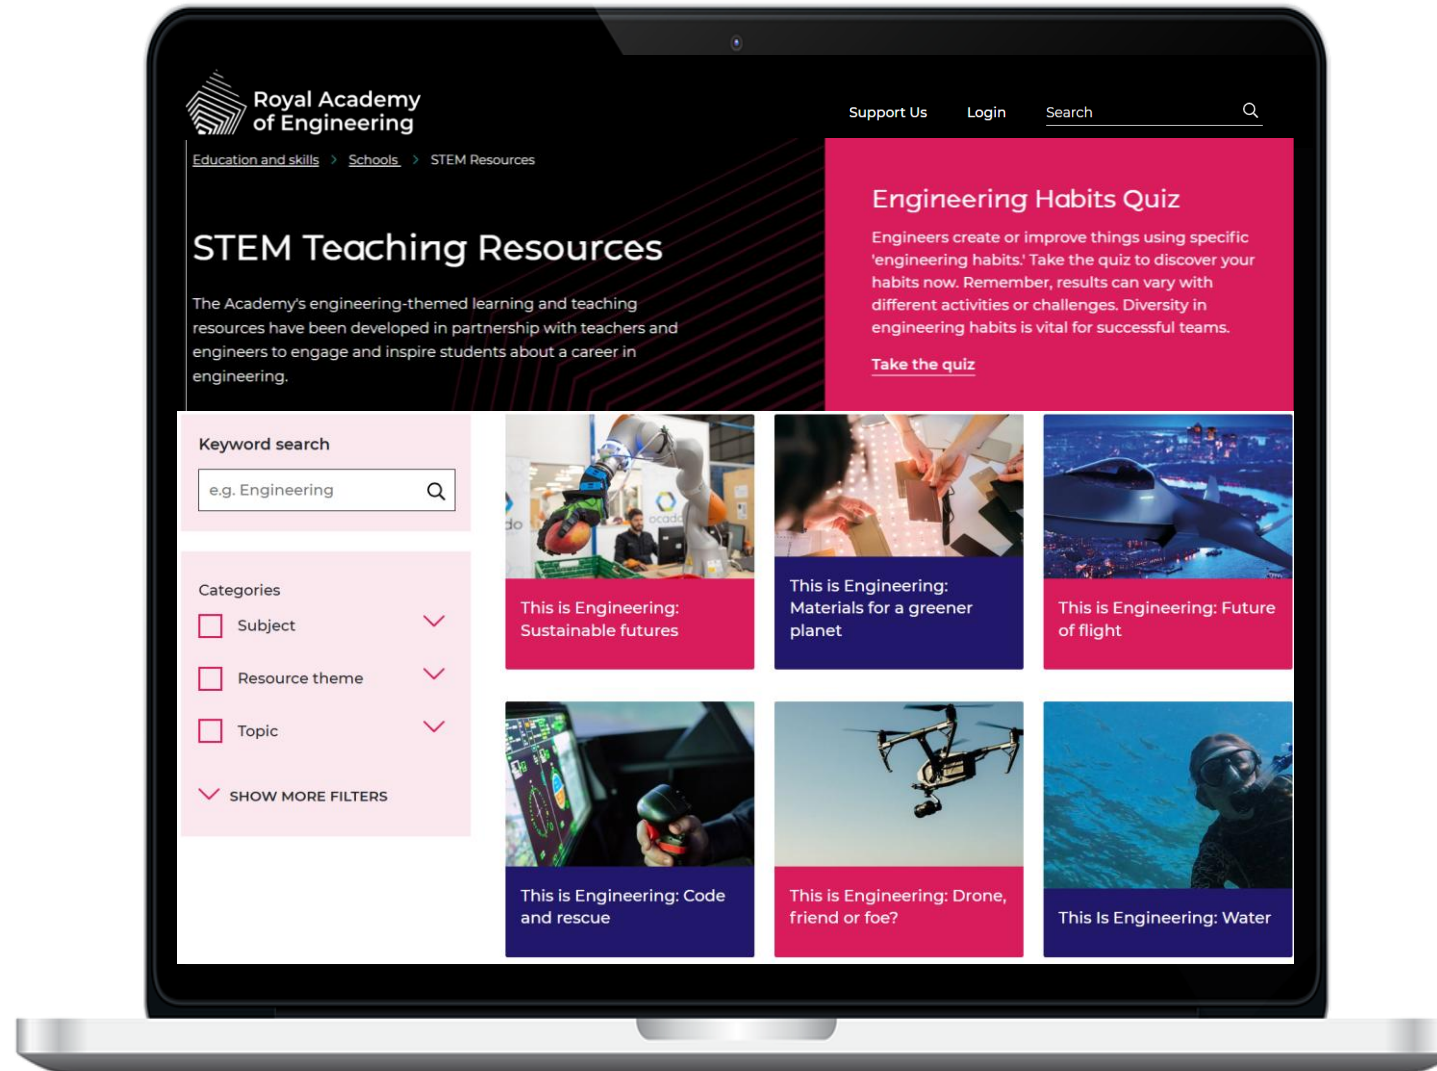 Royal Academy
of Engineering
Support Us
Login
Search
Education and skills > Schools > STEM Resources
STEM Teaching Resources
The Academy's engineering-themed learning and teaching
resources have been developed in partnership with teachers and
engineers to engage and inspire students about a career in
engineering.
Engineering Habits Quiz
Engineers create or improve things using specific
'engineering habits.' Take the quiz to discover your
habits now. Remember, results can vary with
different activities or challenges. Diversity in
engineering habits is vital for successful teams.
Take the quiz
Keyword search
e.g. Engineering
Categories
Subject
Resource theme
Topic
SHOW MORE FILTERS
ocado
This is Engineering:
Sustainable futures
This is Engineering:
Materials for a greener
planet
This is Engineering: Future
of flight
This is Engineering: Code
and rescue
This is Engineering: Drone,
friend or foe?
This Is Engineering: Water